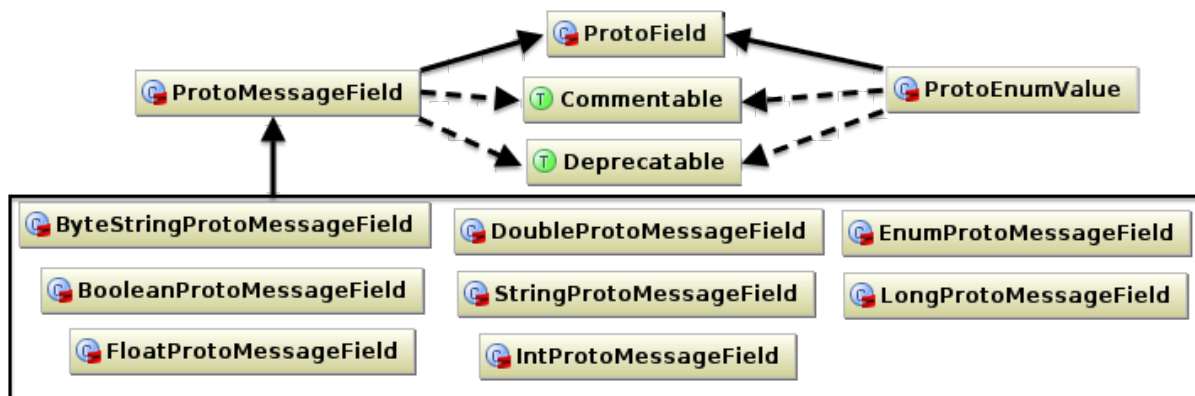 ProtoField
ProtoMessageField
Commentable
ProtoEnumValue
Deprecatable
ByteStringProtoMessageField
DoubleProtoMessageField
EnumProtoMessageField
BooleanProtoMessageField
StringProtoMessageField
LongProtoMessageField
FloatProtoMessageField
IntProtoMessageField